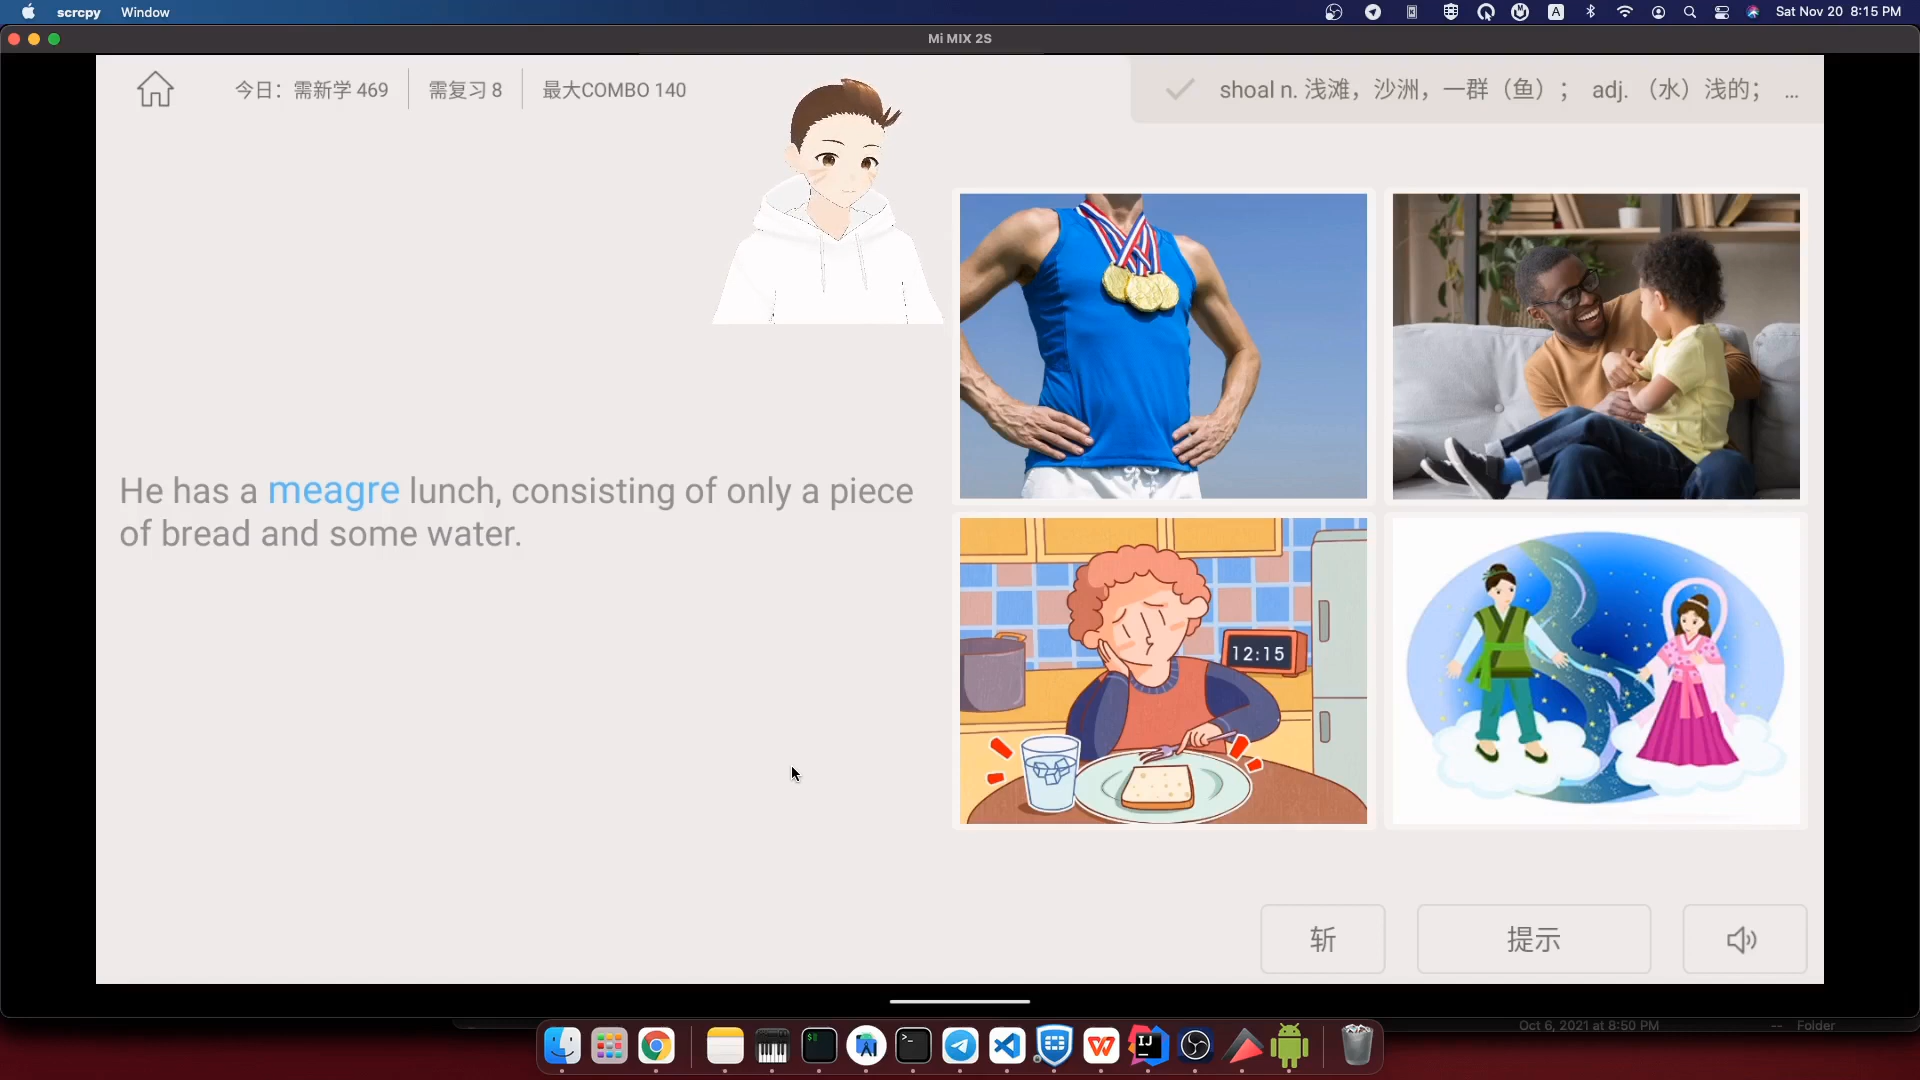 scrcpy Window
A
Sat Nov 20 8:15 PM
Mi MIX 2S
今日：需新学 469
需复习 8
最大COMBO 140
shoal n. 浅滩，沙洲，一群（鱼）； adj. （水）浅的； ...
He has a meagre lunch, consisting of only a piece
of bread and some water.
12:15
斩
提示
Oct 6, 2021 at 8:50 PM -- Folder
IJ